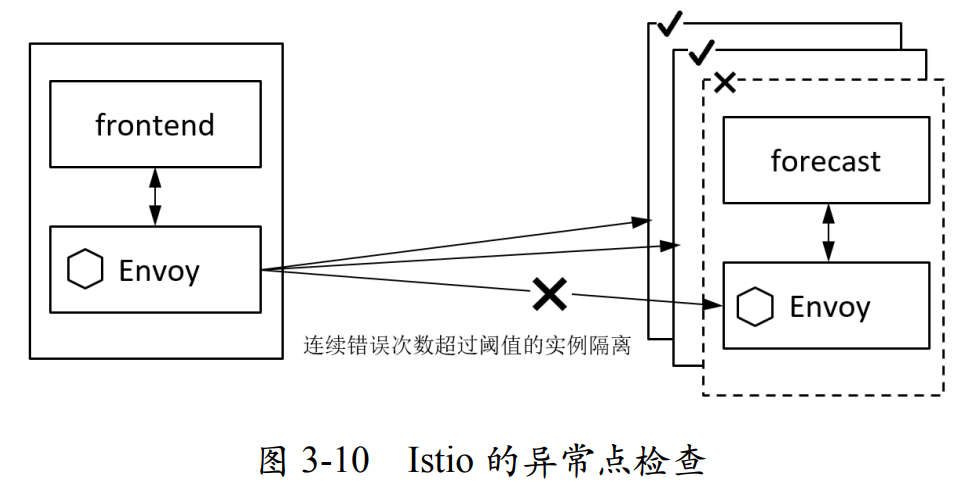 frontend
Envoy
forecast
Envoy
连续错误次数超过阈值的实例隔离
图 3-10 Istio 的异常点检查